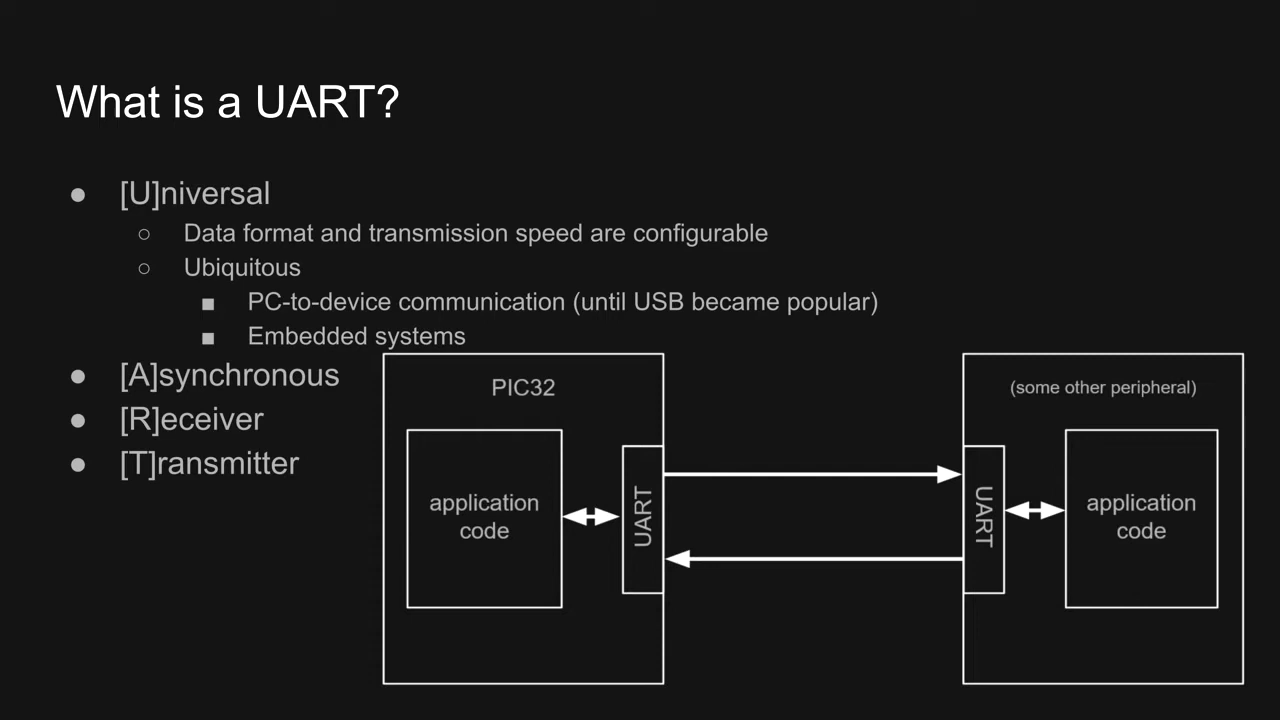 What is a UART?
● [U]niversal
○ Data format and transmission speed are configurable
○ Ubiquitous
■ PC-to-device communication (until USB became popular)
■ Embedded systems
● [A]synchronous
● [R]eceiver
● [T]ransmitter
PIC32
application
code
UART
(some other peripheral)
UART
application
code